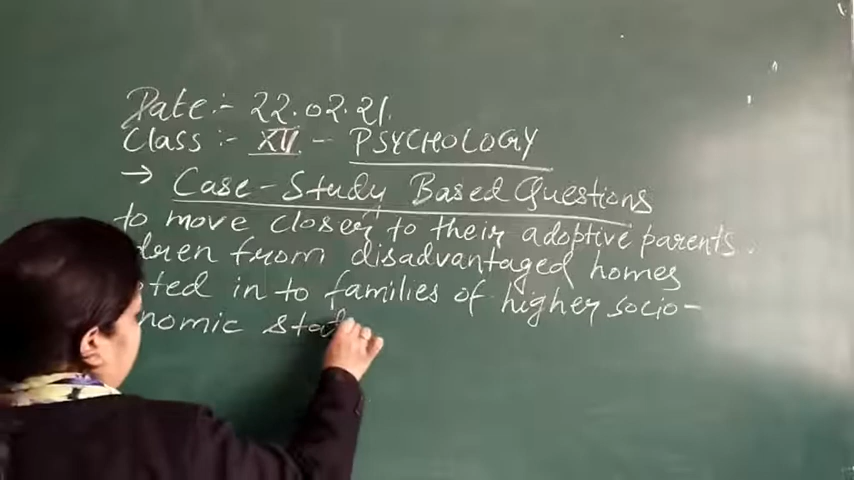 Date:- 22.02.21.
Class:- XII - PSYCHOLOGY
→ Case-Study Based Questions
to move closer to their adoptive parents.
dren from disadvantaged homes
ted in to families of higher socio-
nomic stat